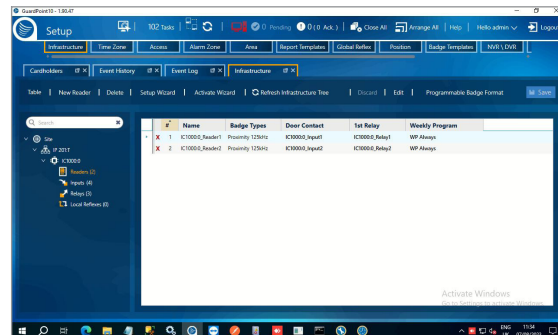 GuardPoint10 - 1.90.47
Setup
102 Tasks
0 Pending
0 ( 0 Ack. )
Close All
Arrange All
Help
Hello admin
Logout
Infrastructure
Time Zone
Access
Alarm Zone
Area
Report Templates
Global Reflex
Position
Badge Templates
NVR \ DVR
Cardholders
Event History
Event Log
Infrastructure
Table
New Reader
Delete
Setup Wizard
Activate Wizard
Refresh Infrastructure Tree
Discard
Edit
Programmable Badge Format
Save
Search
# Name Badge Types Door Contact 1st Relay Weekly Program
X 1 IC1000:0_Reader1 Proximity 125kHz IC1000:0_Input1 IC1000:0_Relay1 WP Always
X 2 IC1000:0_Reader2 Proximity 125kHz IC1000:0_Input2 IC1000:0_Relay2 WP Always
Site
IP 201:T
IC1000:0
Readers (2)
Inputs (4)
Relays (3)
Local Reflexes (0)
Activate Windows
Go to Settings to activate Windows.
ENG 11:34
UK 07/08/2022